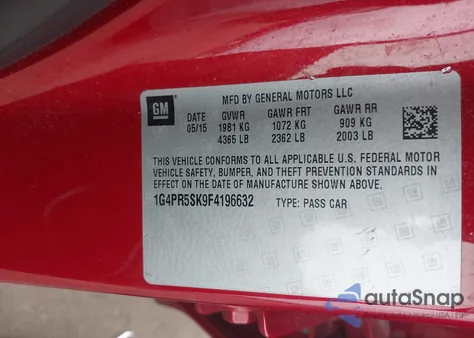 MFD BY GENERAL MOTORS LLC
GM
DATE GVWR GAWR FRT GAWR RR
05/15 1981 KG 1072 KG 909 KG
4365 LB 2362 LB 2003 LB
THIS VEHICLE CONFORMS TO ALL APPLICABLE U.S. FEDERAL MOTOR
VEHICLE SAFETY, BUMPER, AND THEFT PREVENTION STANDARDS IN
EFFECT ON THE DATE OF MANUFACTURE SHOWN ABOVE.
1G4PR5SK9F4196632 TYPE: PASS CAR
autoSnap